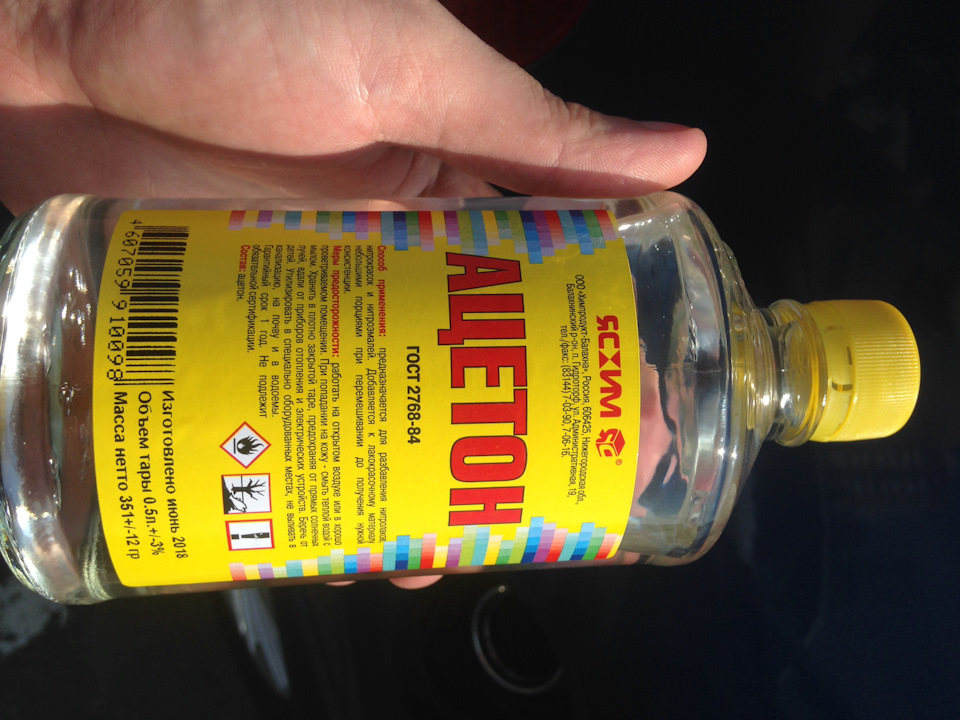 ЯСХИМ ®
ООО «Химпродукт-Балахна», Россия, 606425, Нижегородская обл.,
Балахнинский р-он, п. Гидроторф, ул. Административная, 19,
тел./факс: (83144) 7-03-90, 7-06-16.
АЦЕТОН
ГОСТ 2768-84
Способ применения: предназначается для разбавления нитролаков,
нитрокрасок и нитроэмалей. Добавляется к лакокрасочному материалу
небольшими порциями при перемешивании до получения нужной
консистенции.
Меры предосторожности: работать на открытом воздухе или в хорошо
проветриваемом помещении. При попадании на кожу - смыть теплой водой с
мылом. Хранить в плотно закрытой таре, предохраняя от прямых солнечных
лучей, вдали от приборов отопления и электрических устройств. Беречь от
детей. Утилизировать в специально оборудованных местах, не выливать в
канализацию, на почву и в водоемы.
Гарантийный срок 1 год. Не подлежит
обязательной сертификации.
Состав: ацетон.
4 607059 910098
Изготовлено июнь 2018
Объем тары 0.5л.+/-3%
Масса нетто 351+/-12 гр